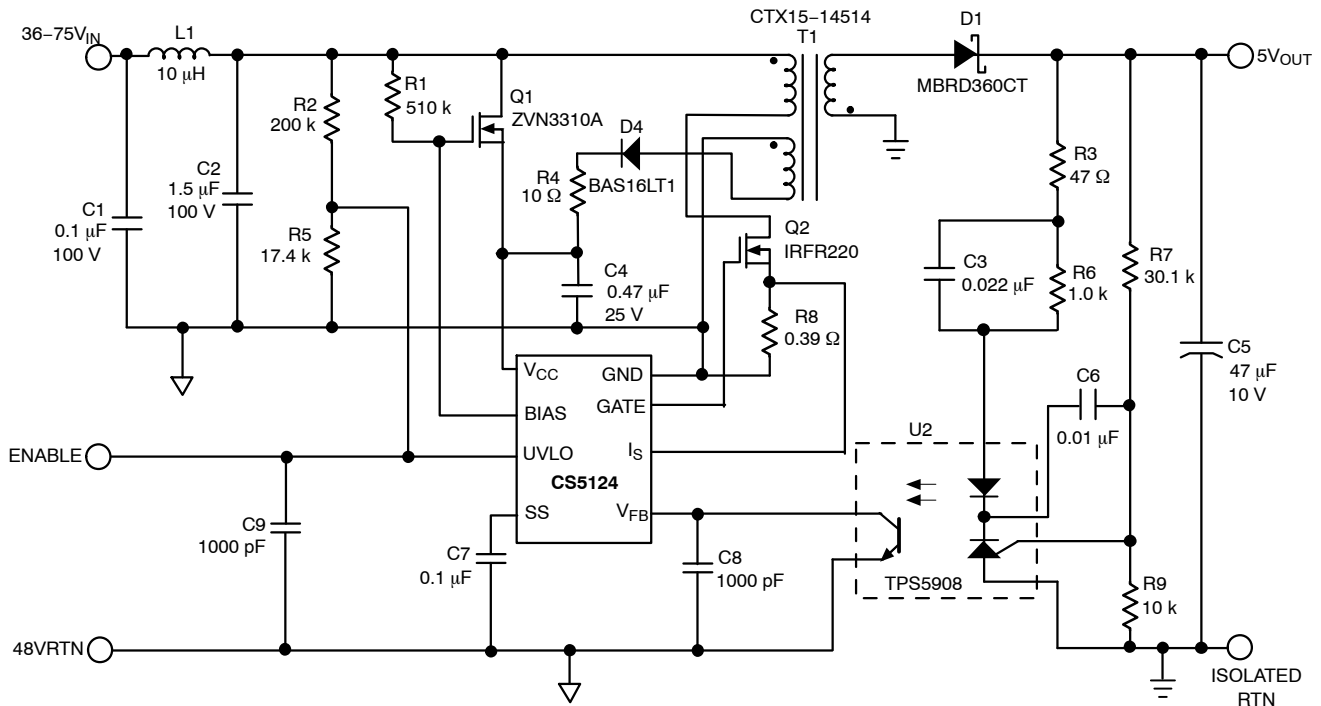 CTX15-14514
T1
36-75VIN
L1
10 μH
D1
MBRD360CT
5VOUT
R1
510 k
Q1
ZVN3310A
R2
200 k
D4
BAS16LT1
R4
10 Ω
C2
1.5 μF
100 V
C1
0.1 μF
100 V
R5
17.4 k
R3
47 Ω
Q2
IRFR220
C4
0.47 μF
25 V
R8
0.39 Ω
C3
0.022 μF
R6
1.0 k
R7
30.1 k
C5
47 μF
10 V
VCC
GND
GATE
BIAS
C6
0.01 μF
ENABLE
UVLO
IS
U2
CS5124
SS
VFB
C9
1000 pF
C7
0.1 μF
C8
1000 pF
TPS5908
R9
10 k
48VRTN
ISOLATED
RTN